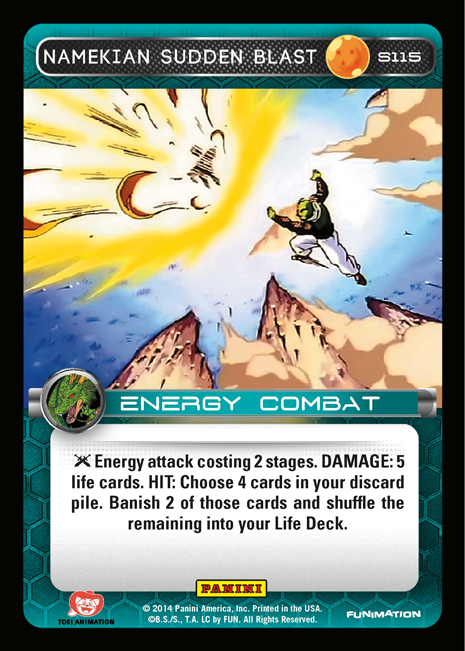 NAMEKIAN SUDDEN BLAST S115
ENERGY COMBAT
Energy attack costing 2 stages. DAMAGE: 5
life cards. HIT: Choose 4 cards in your discard
pile. Banish 2 of those cards and shuffle the
remaining into your Life Deck.
PANINI
TOEI ANIMATION
© 2014 Panini America, Inc. Printed in the USA.
©B.S./S., T.A. LC by FUN. All Rights Reserved.
FUNIMATION